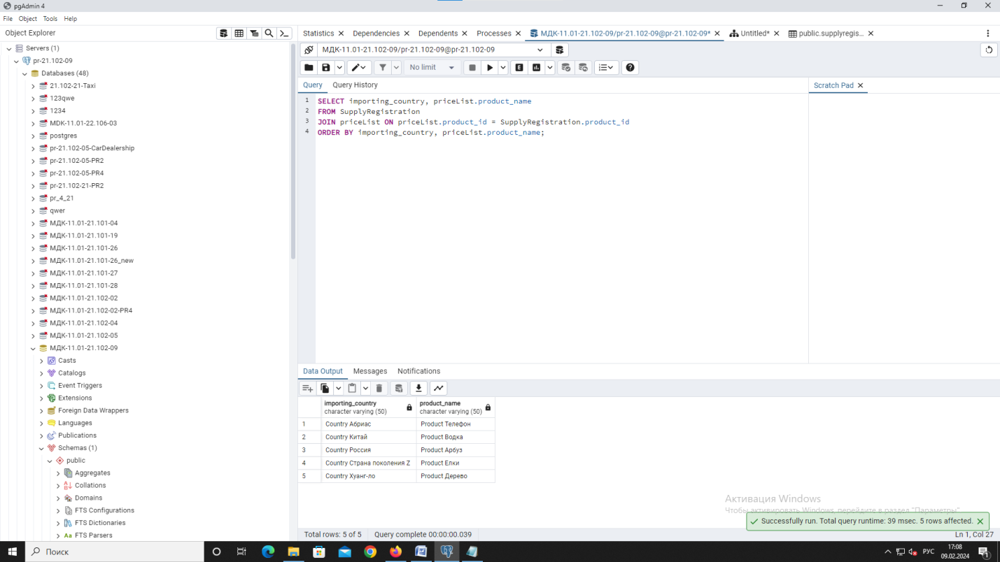 pgAdmin 4
File Object Tools Help
Object Explorer
Statistics Dependencies Dependents Processes МДК-11.01-21.102-09/pr-21.102-09@pr-21.102-09* Untitled* public.supplyregis...
Servers (1)
pr-21.102-09
Databases (48)
21.102-21-Taxi
123qwe
1234
MDK-11.01-22.106-03
postgres
pr-21.102-05-CarDealership
pr-21.102-05-PR2
pr-21.102-05-PR4
pr-21.102-21-PR2
pr_4_21
qwer
МДК-11.01-21.101-04
МДК-11.01-21.101-19
МДК-11.01-21.101-26
МДК-11.01-21.101-26_new
МДК-11.01-21.101-27
МДК-11.01-21.101-28
МДК-11.01-21.102-02
МДК-11.01-21.102-02-PR4
МДК-11.01-21.102-04
МДК-11.01-21.102-05
МДК-11.01-21.102-09
Casts
Catalogs
Event Triggers
Extensions
Foreign Data Wrappers
Languages
Publications
Schemas (1)
public
Aggregates
Collations
Domains
FTS Configurations
FTS Dictionaries
Aa FTS Parsers
МДК-11.01-21.102-09/pr-21.102-09@pr-21.102-09
No limit
E
Query Query History
Scratch Pad
1 SELECT importing_country, priceList.product_name
2 FROM SupplyRegistration
3 JOIN priceList ON priceList.product_id = SupplyRegistration.product_id
4 ORDER BY importing_country, priceList.product_name;
Data Output Messages Notifications
importing_country product_name
character varying (50) character varying (50)
1 Country Абриас Product Телефон
2 Country Китай Product Водка
3 Country Россия Product Арбуз
4 Country Страна поколения Z Product Елки
5 Country Хуанг-ло Product Дерево
Активация Windows
Чтобы активировать Windows, перейдите в раздел "Параметры".
Successfully run. Total query runtime: 39 msec. 5 rows affected.
Total rows: 5 of 5 Query complete 00:00:00.039 Ln 1, Col 27
Поиск
РУС
17:08
09.02.2024
1